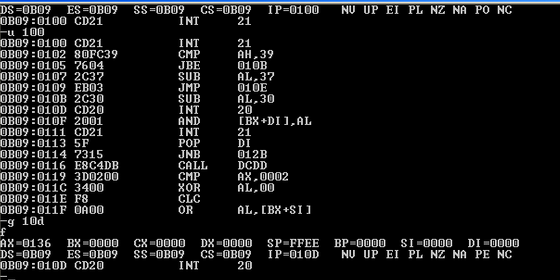 DS=0B09 ES=0B09 SS=0B09 CS=0B09 IP=0100 NV UP EI PL NZ NA PO NC
0B09:0100 CD21 INT 21
-u 100
0B09:0100 CD21 INT 21
0B09:0102 80FC39 CMP AH,39
0B09:0105 7604 JBE 010B
0B09:0107 2C37 SUB AL,37
0B09:0109 EB03 JMP 010E
0B09:010B 2C30 SUB AL,30
0B09:010D CD20 INT 20
0B09:010F 2001 AND [BX+DI],AL
0B09:0111 CD21 INT 21
0B09:0113 5F POP DI
0B09:0114 7315 JNB 012B
0B09:0116 E8C4DB CALL DCDD
0B09:0119 3D0200 CMP AX,0002
0B09:011C 3400 XOR AL,00
0B09:011E F8 CLC
0B09:011F 0A00 OR AL,[BX+SI]
-g 10d
f
AX=0136 BX=0000 CX=0000 DX=0000 SP=FFEE BP=0000 SI=0000 DI=0000
DS=0B09 ES=0B09 SS=0B09 CS=0B09 IP=010D NV UP EI PL NZ NA PE NC
0B09:010D CD20 INT 20
-_